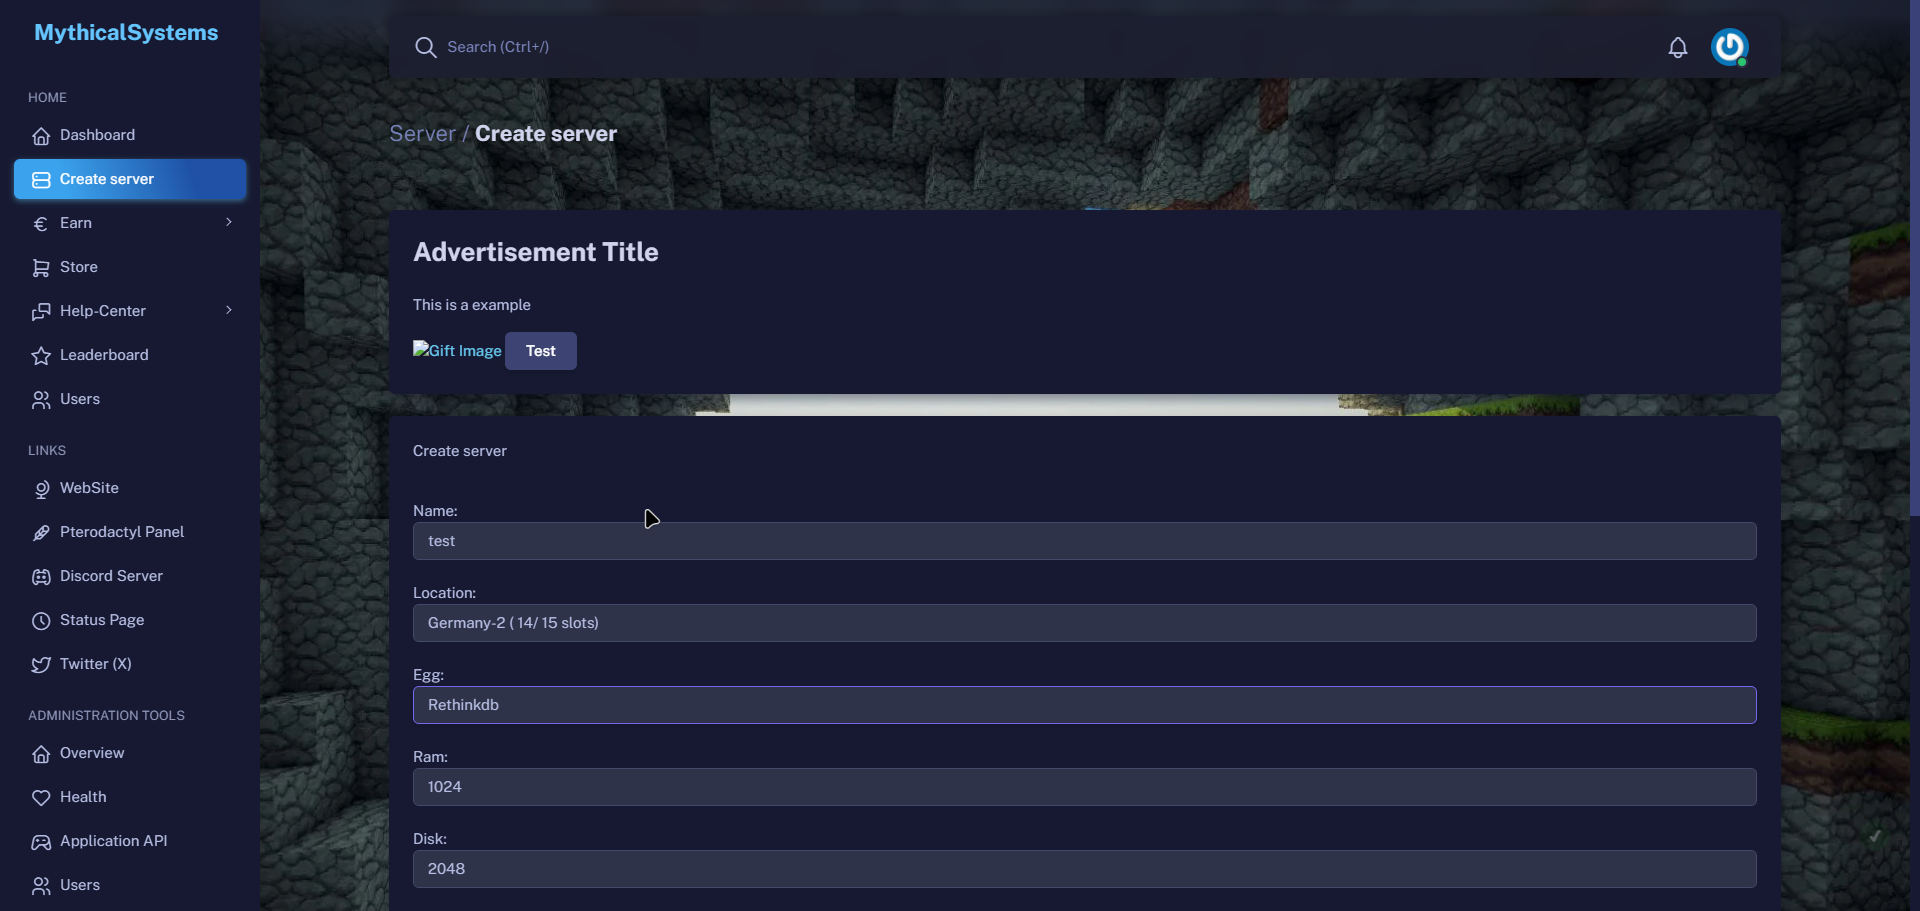 MythicalSystems
HOME
Dashboard
Create server
Earn
Store
Help-Center
Leaderboard
Users
LINKS
WebSite
Pterodactyl Panel
Discord Server
Status Page
Twitter (X)
ADMINISTRATION TOOLS
Overview
Health
Application API
Users
Search (Ctrl+/)
Server / Create server
Advertisement Title
This is a example
Gift Image Test
Create server
Name:
test
Location:
Germany-2 ( 14/ 15 slots)
Egg:
Rethinkdb
Ram:
1024
Disk:
2048